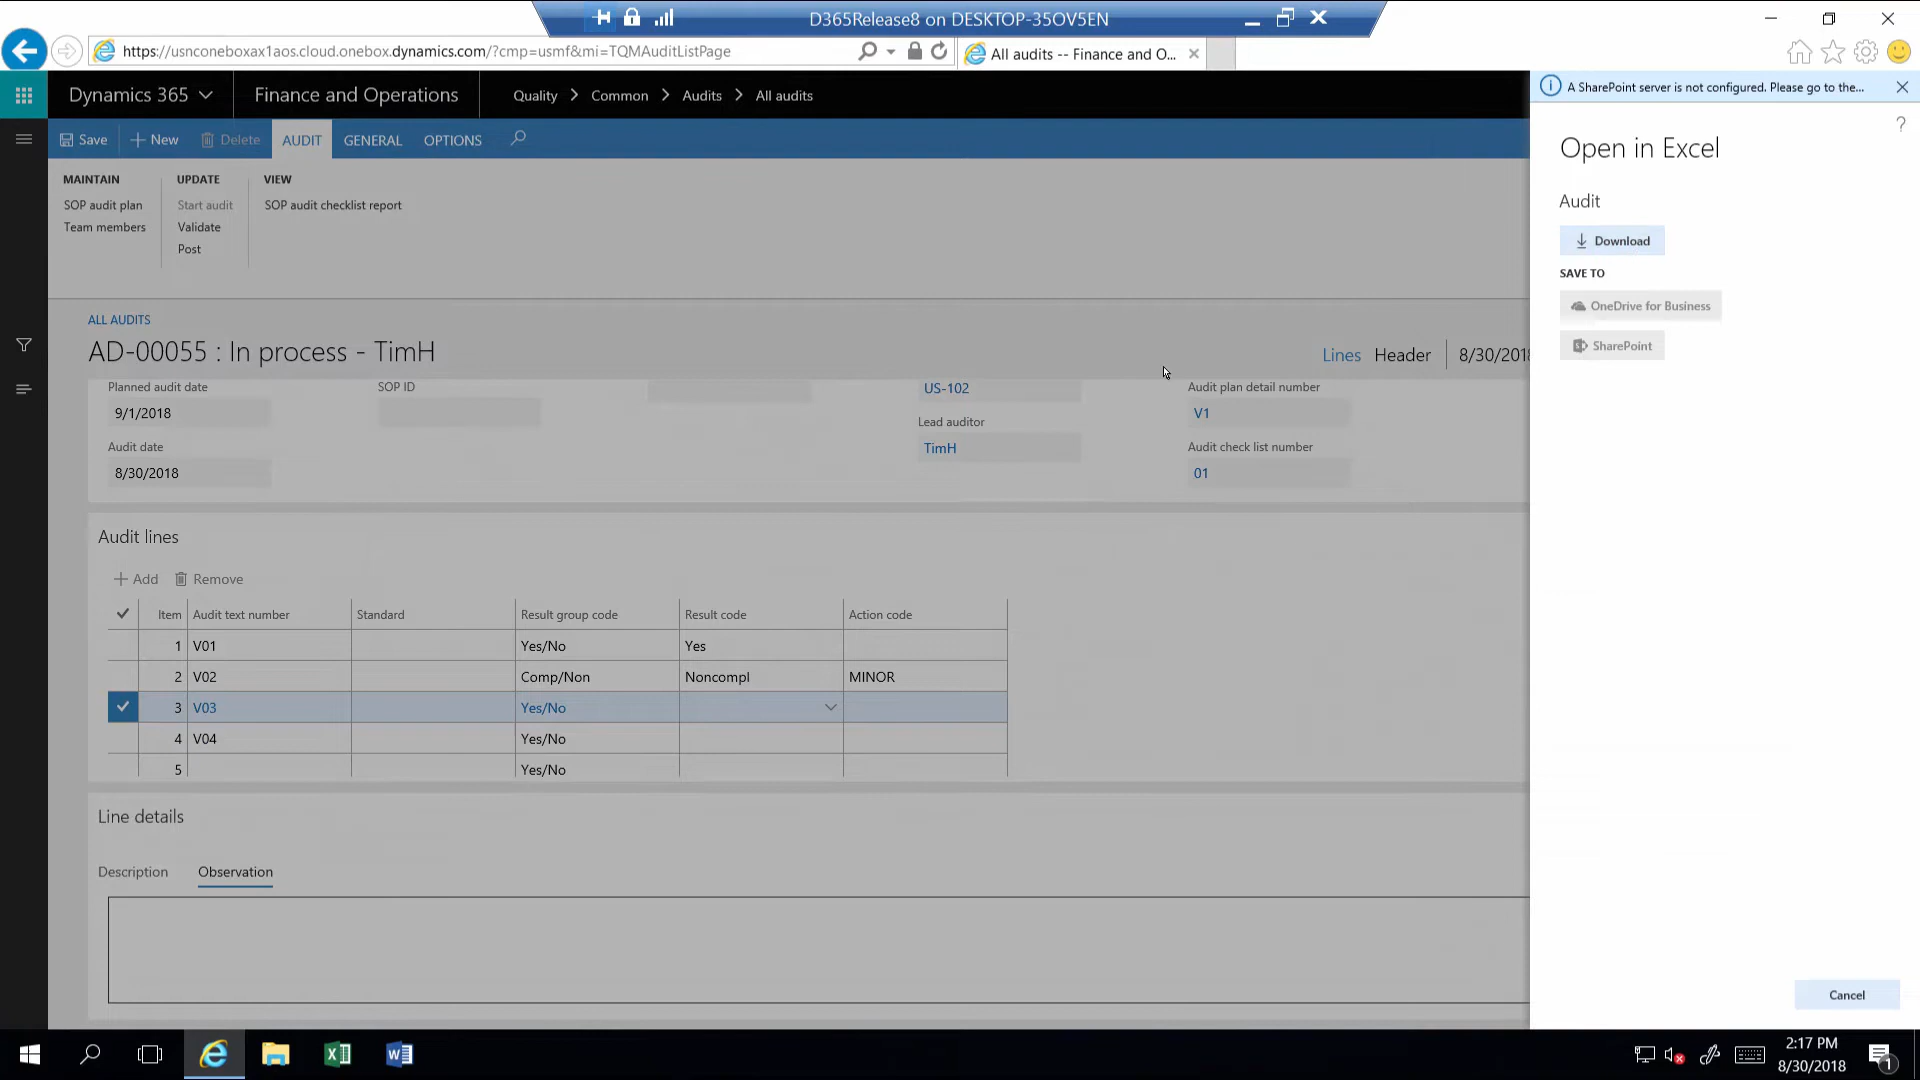 D365Release8 on DESKTOP-35OV5EN
https://usnconeboxax1aos.cloud.onebox.dynamics.com/?cmp=usmf&mi=TQMAuditListPage
All audits -- Finance and O...
Dynamics 365
Finance and Operations
Quality > Common > Audits > All audits
A SharePoint server is not configured. Please go to the...
Save
New
Delete
AUDIT
GENERAL
OPTIONS
?
Open in Excel
MAINTAIN
UPDATE
VIEW
SOP audit plan
Start audit
SOP audit checklist report
Team members
Validate
Post
Audit
Download
SAVE TO
OneDrive for Business
SharePoint
ALL AUDITS
AD-00055 : In process - TimH
Lines
Header
8/30/2018
Planned audit date
SOP ID
US-102
Audit plan detail number
9/1/2018
Lead auditor
V1
Audit date
TimH
Audit check list number
8/30/2018
01
Audit lines
Add
Remove
Item
Audit text number
Standard
Result group code
Result code
Action code
1 V01 Yes/No Yes
2 V02 Comp/Non Noncompl MINOR
3 V03 Yes/No
4 V04 Yes/No
5 Yes/No
Line details
Description
Observation
Cancel
2:17 PM
8/30/2018
1